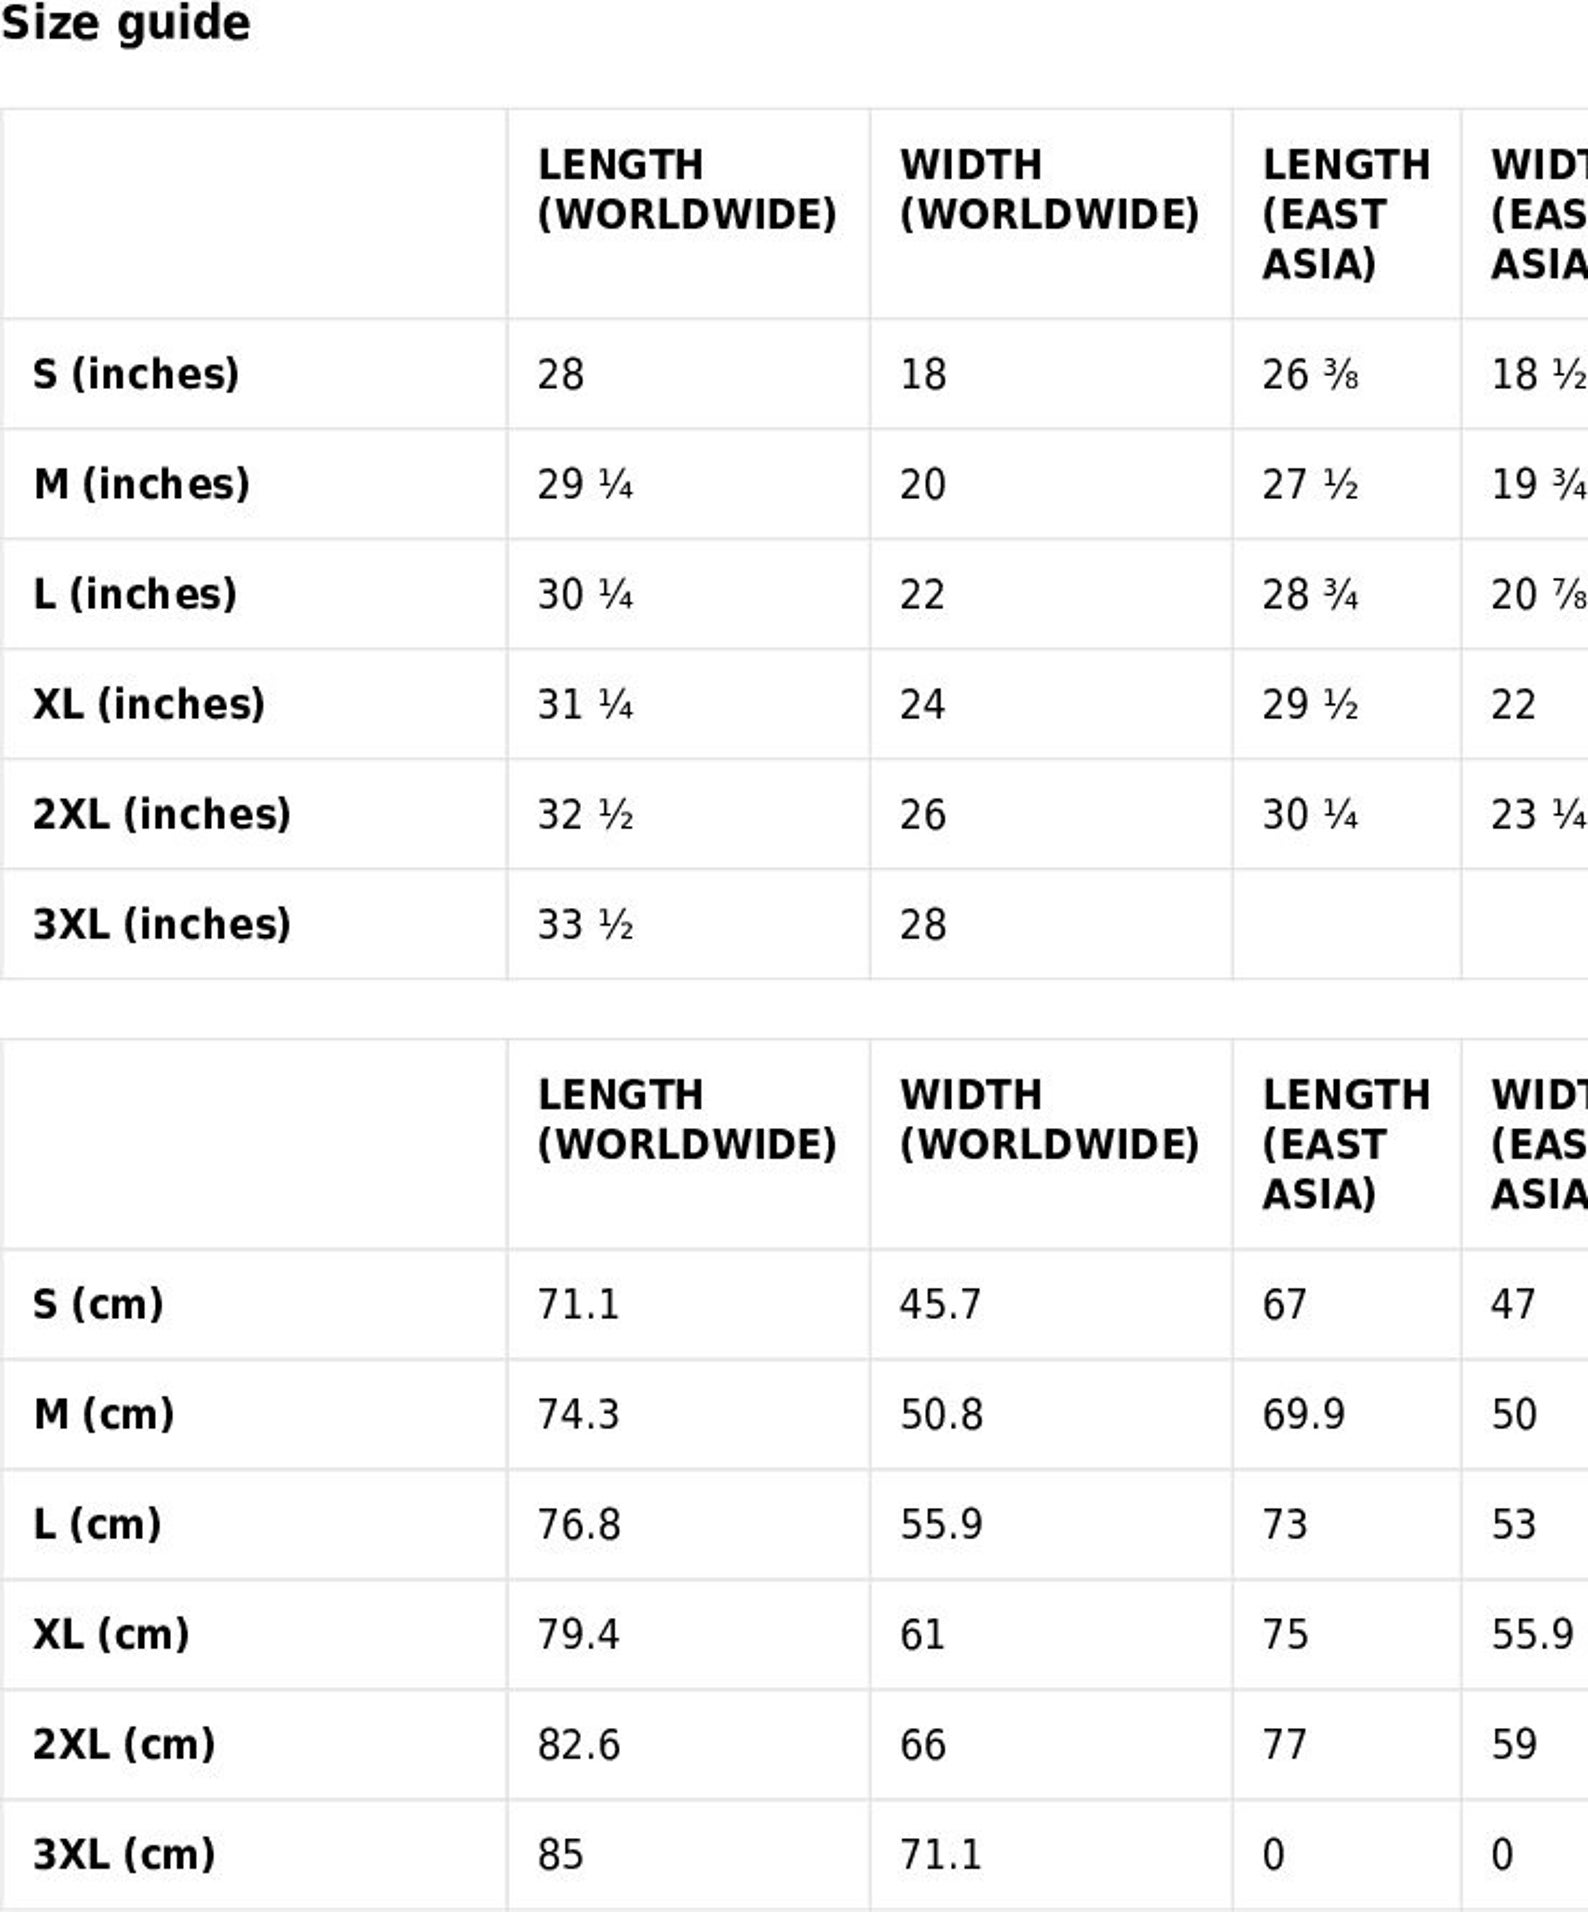 Size guide
LENGTH (WORLDWIDE) WIDTH (WORLDWIDE) LENGTH (EAST ASIA) WIDT (EAS ASIA
S (inches) 28 18 26 ⅜ 18 ½
M (inches) 29 ¼ 20 27 ½ 19 ¾
L (inches) 30 ¼ 22 28 ¾ 20 ⅞
XL (inches) 31 ¼ 24 29 ½ 22
2XL (inches) 32 ½ 26 30 ¼ 23 ¼
3XL (inches) 33 ½ 28
LENGTH (WORLDWIDE) WIDTH (WORLDWIDE) LENGTH (EAST ASIA) WIDT (EAS ASIA
S (cm) 71.1 45.7 67 47
M (cm) 74.3 50.8 69.9 50
L (cm) 76.8 55.9 73 53
XL (cm) 79.4 61 75 55.9
2XL (cm) 82.6 66 77 59
3XL (cm) 85 71.1 0 0